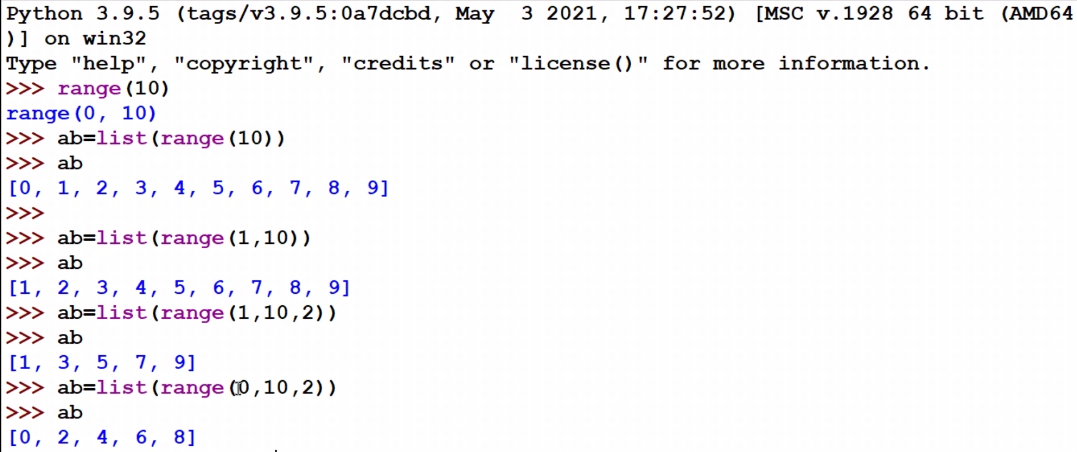 Python 3.9.5 (tags/v3.9.5:0a7dcbd, May  3 2021, 17:27:52) [MSC v.1928 64 bit (AMD64
)] on win32
Type "help", "copyright", "credits" or "license()" for more information.
>>> range(10)
range(0, 10)
>>> ab=list(range(10))
>>> ab
[0, 1, 2, 3, 4, 5, 6, 7, 8, 9]
>>>
>>> ab=list(range(1,10))
>>> ab
[1, 2, 3, 4, 5, 6, 7, 8, 9]
>>> ab=list(range(1,10,2))
>>> ab
[1, 3, 5, 7, 9]
>>> ab=list(range(0,10,2))
>>> ab
[0, 2, 4, 6, 8]